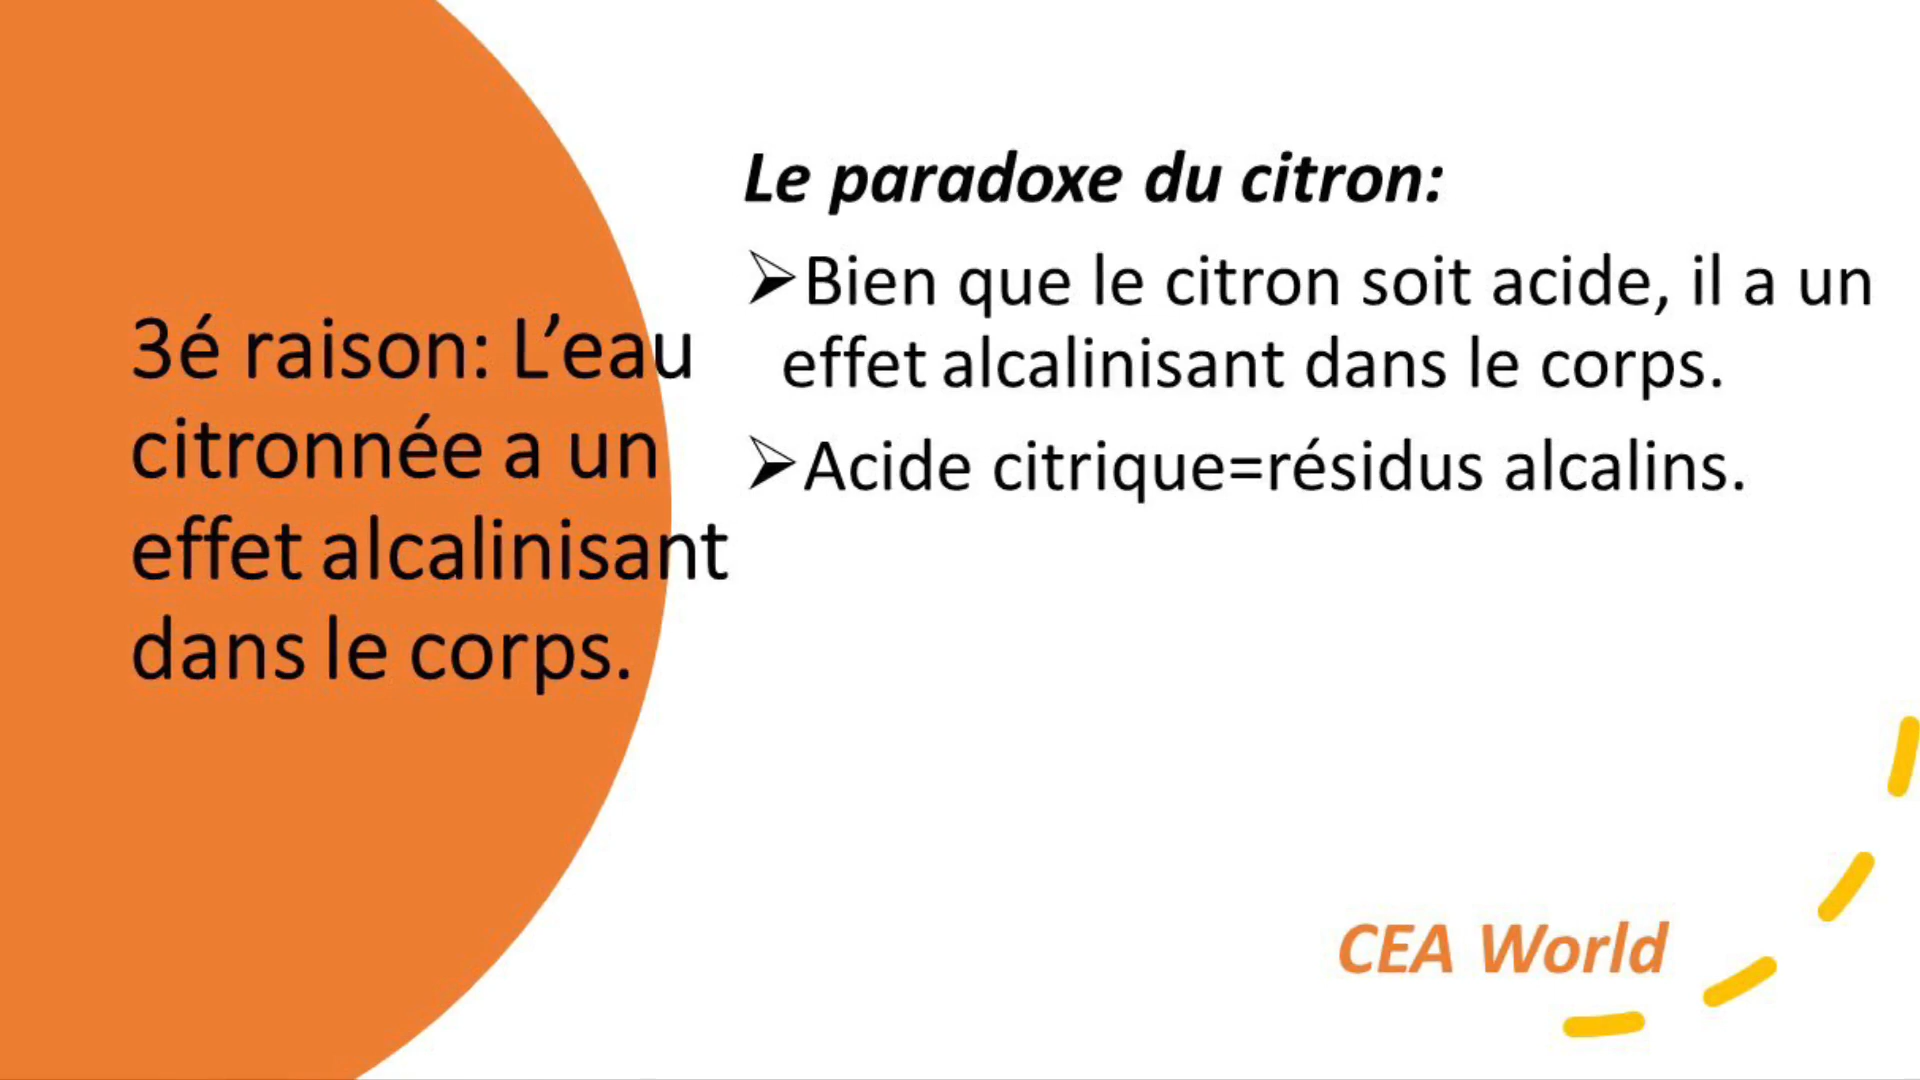 3é raison: L’eau
citronnée a un
effet alcalinisant
dans le corps.
Le paradoxe du citron:
➢Bien que le citron soit acide, il a un
effet alcalinisant dans le corps.
➢Acide citrique=résidus alcalins.
CEA World